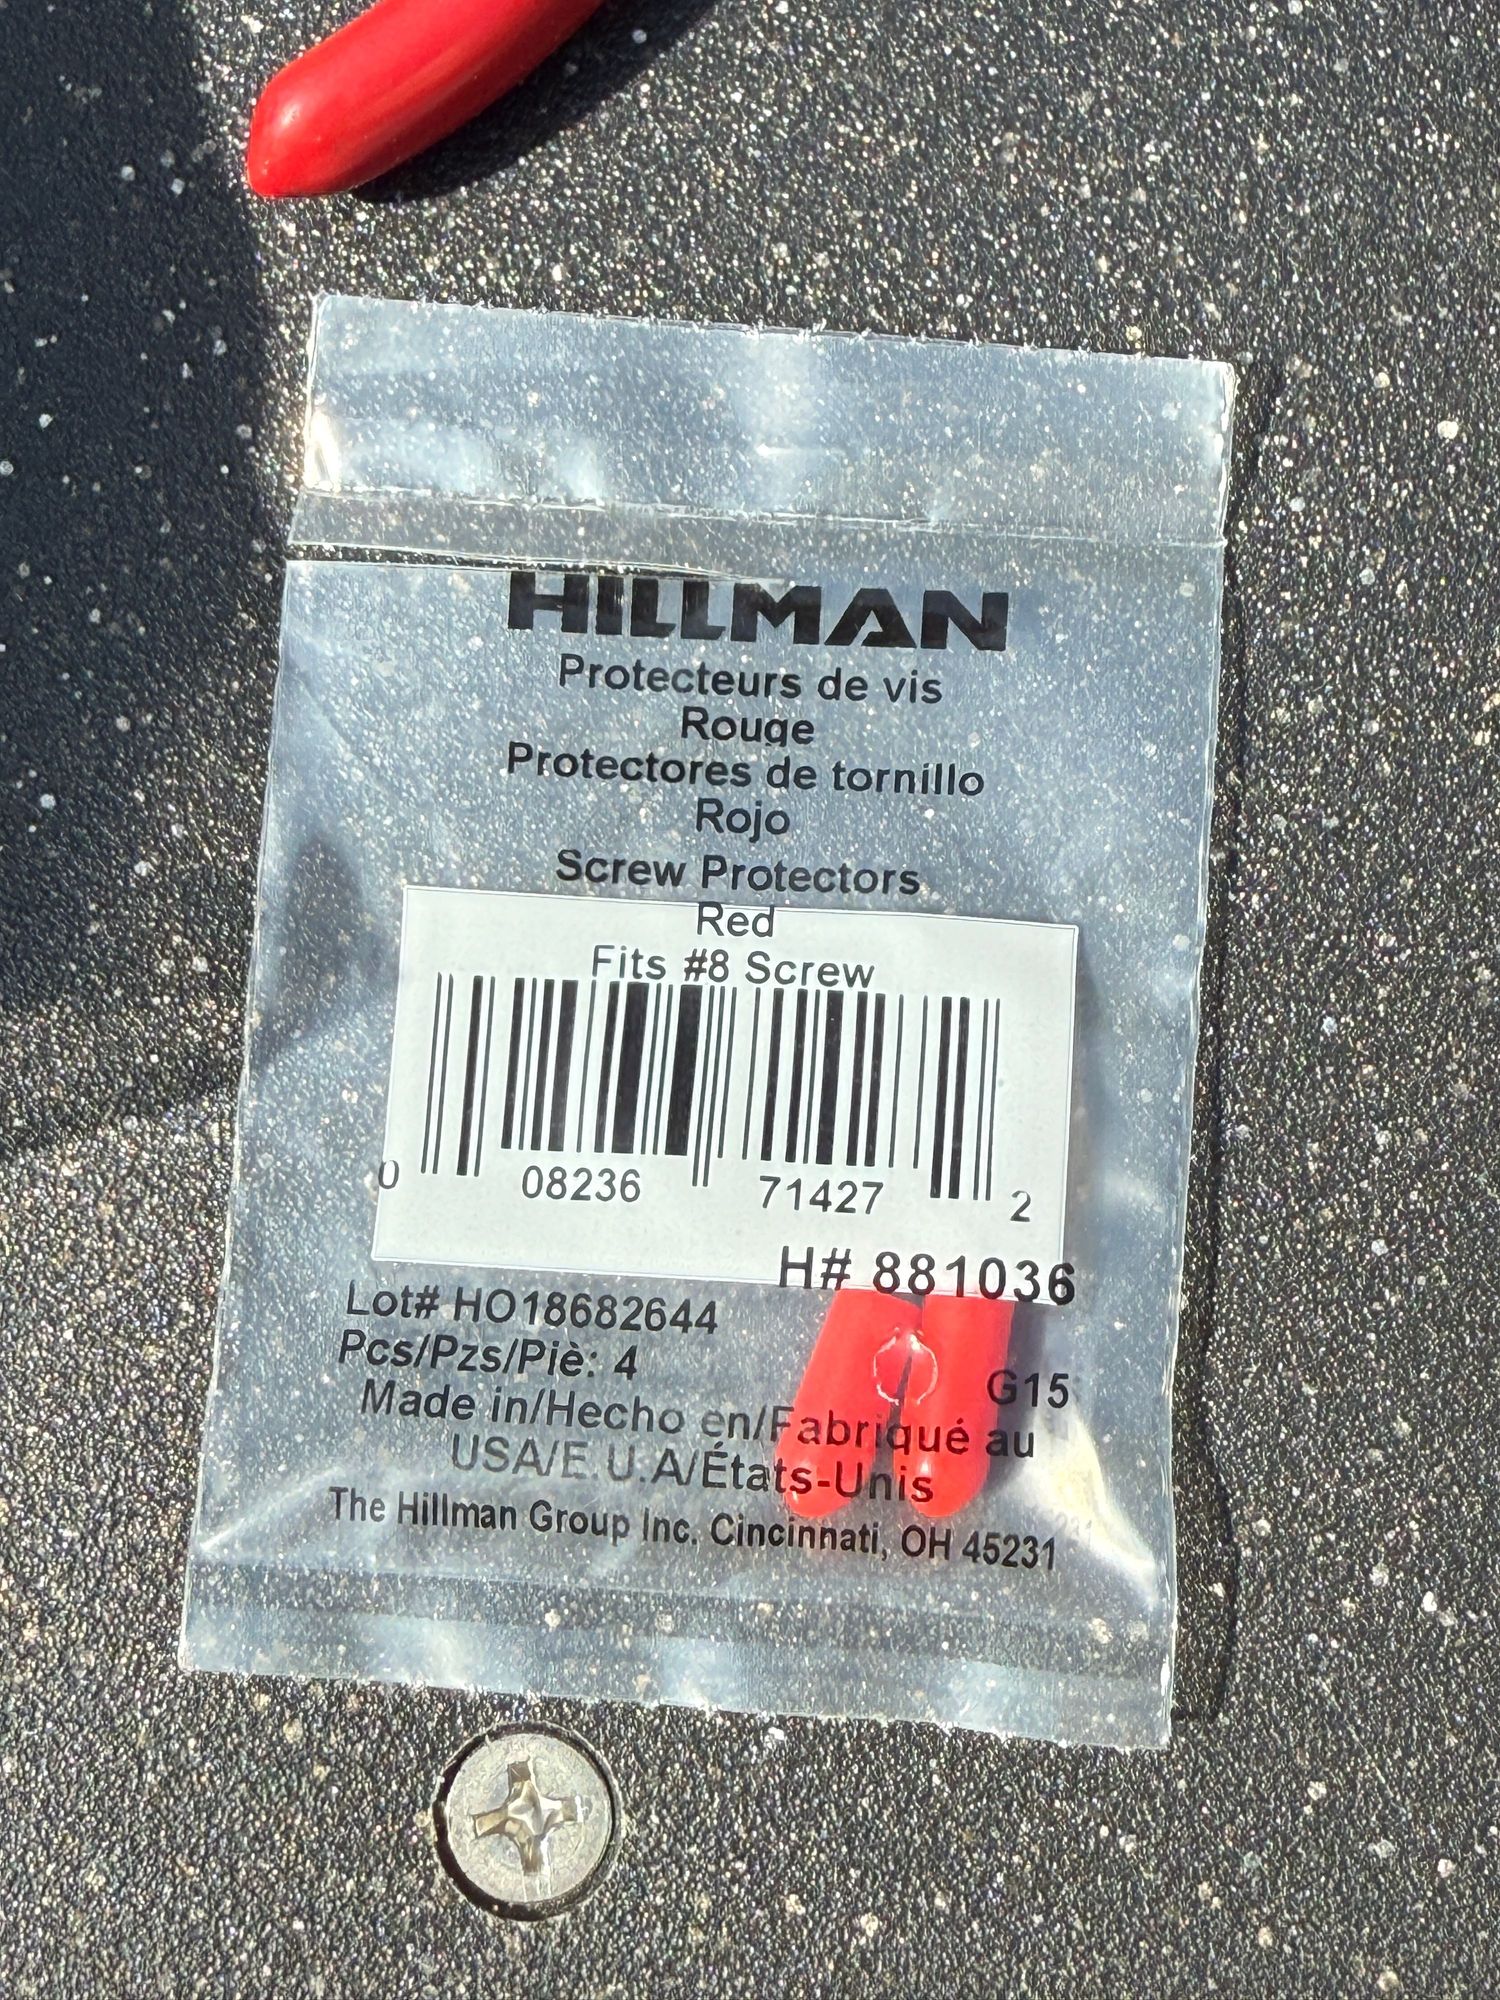 HILLMAN
Protecteurs de vis
Rouge
Protectores de tornillo
Rojo
Screw Protectors
Red
Fits #8 Screw
0 08236 71427 2
H# 881036
Lot# HO18682644
Pcs/Pzs/Piè: 4
G15
Made in/Hecho en/Fabriqué au
USA/E.U.A/États-Unis
The Hillman Group Inc. Cincinnati, OH 45231